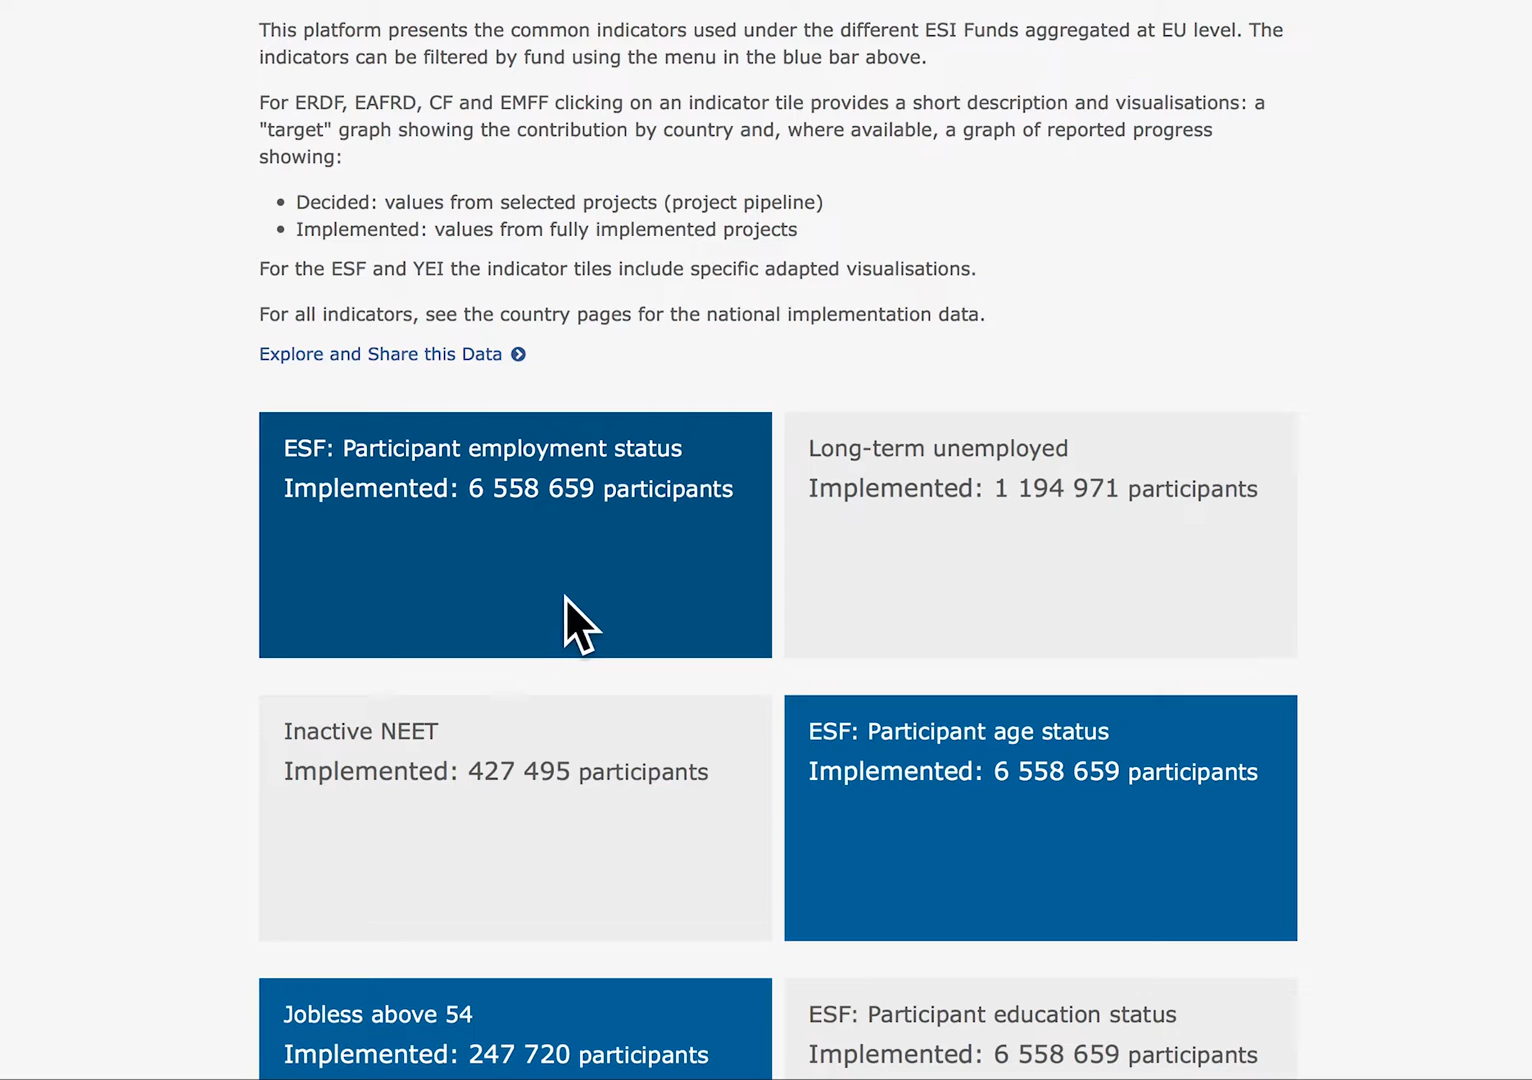 This platform presents the common indicators used under the different ESI Funds aggregated at EU level. The
indicators can be filtered by fund using the menu in the blue bar above.
For ERDF, EAFRD, CF and EMFF clicking on an indicator tile provides a short description and visualisations: a
"target" graph showing the contribution by country and, where available, a graph of reported progress
showing:
• Decided: values from selected projects (project pipeline)
• Implemented: values from fully implemented projects
For the ESF and YEI the indicator tiles include specific adapted visualisations.
For all indicators, see the country pages for the national implementation data.
Explore and Share this Data
ESF: Participant employment status
Implemented: 6 558 659 participants
Long-term unemployed
Implemented: 1 194 971 participants
Inactive NEET
Implemented: 427 495 participants
ESF: Participant age status
Implemented: 6 558 659 participants
Jobless above 54
Implemented: 247 720 participants
ESF: Participant education status
Implemented: 6 558 659 participants